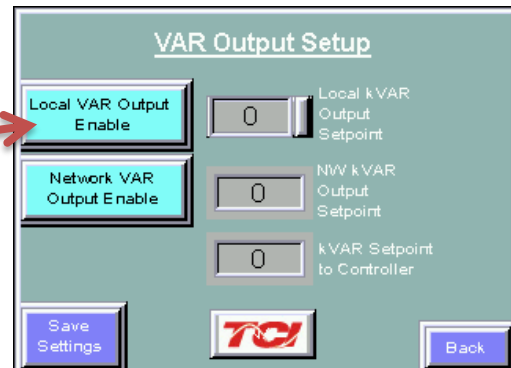 VAR Output Setup
Local VAR Output
Enable
0
Local kVAR
Output
Setpoint
Network VAR
Output Enable
0
NW kVAR
Output
Setpoint
0
kVAR Setpoint
to Controller
Save
Settings
TCI
Back